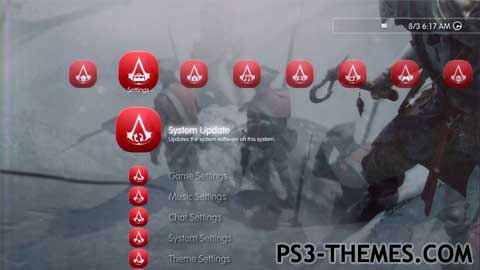 8/3 6:17 AM
Settings
System Update
Updates the system software on this system.
Game Settings
Music Settings
Chat Settings
System Settings
Theme Settings
PS3-THEMES.COM